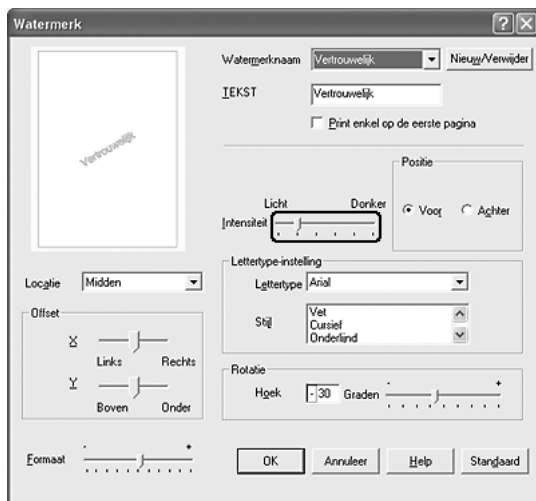 Watermerk
Watermerknaam Vertrouwelijk Nieuw/Verwijder
TEKST Vertrouwelijk
Print enkel op de eerste pagina
Vertrouwelijk
Positie
Licht Donker
Intensiteit
Voor Achter
Locatie Midden
Lettertype-instelling
Lettertype Arial
Stijl
Vet
Cursief
Onderlijnd
Offset
X
Links Rechts
Y
Boven Onder
Rotatie
Hoek -30 Graden - +
Formaat - +
OK Annuleer Help Standaard